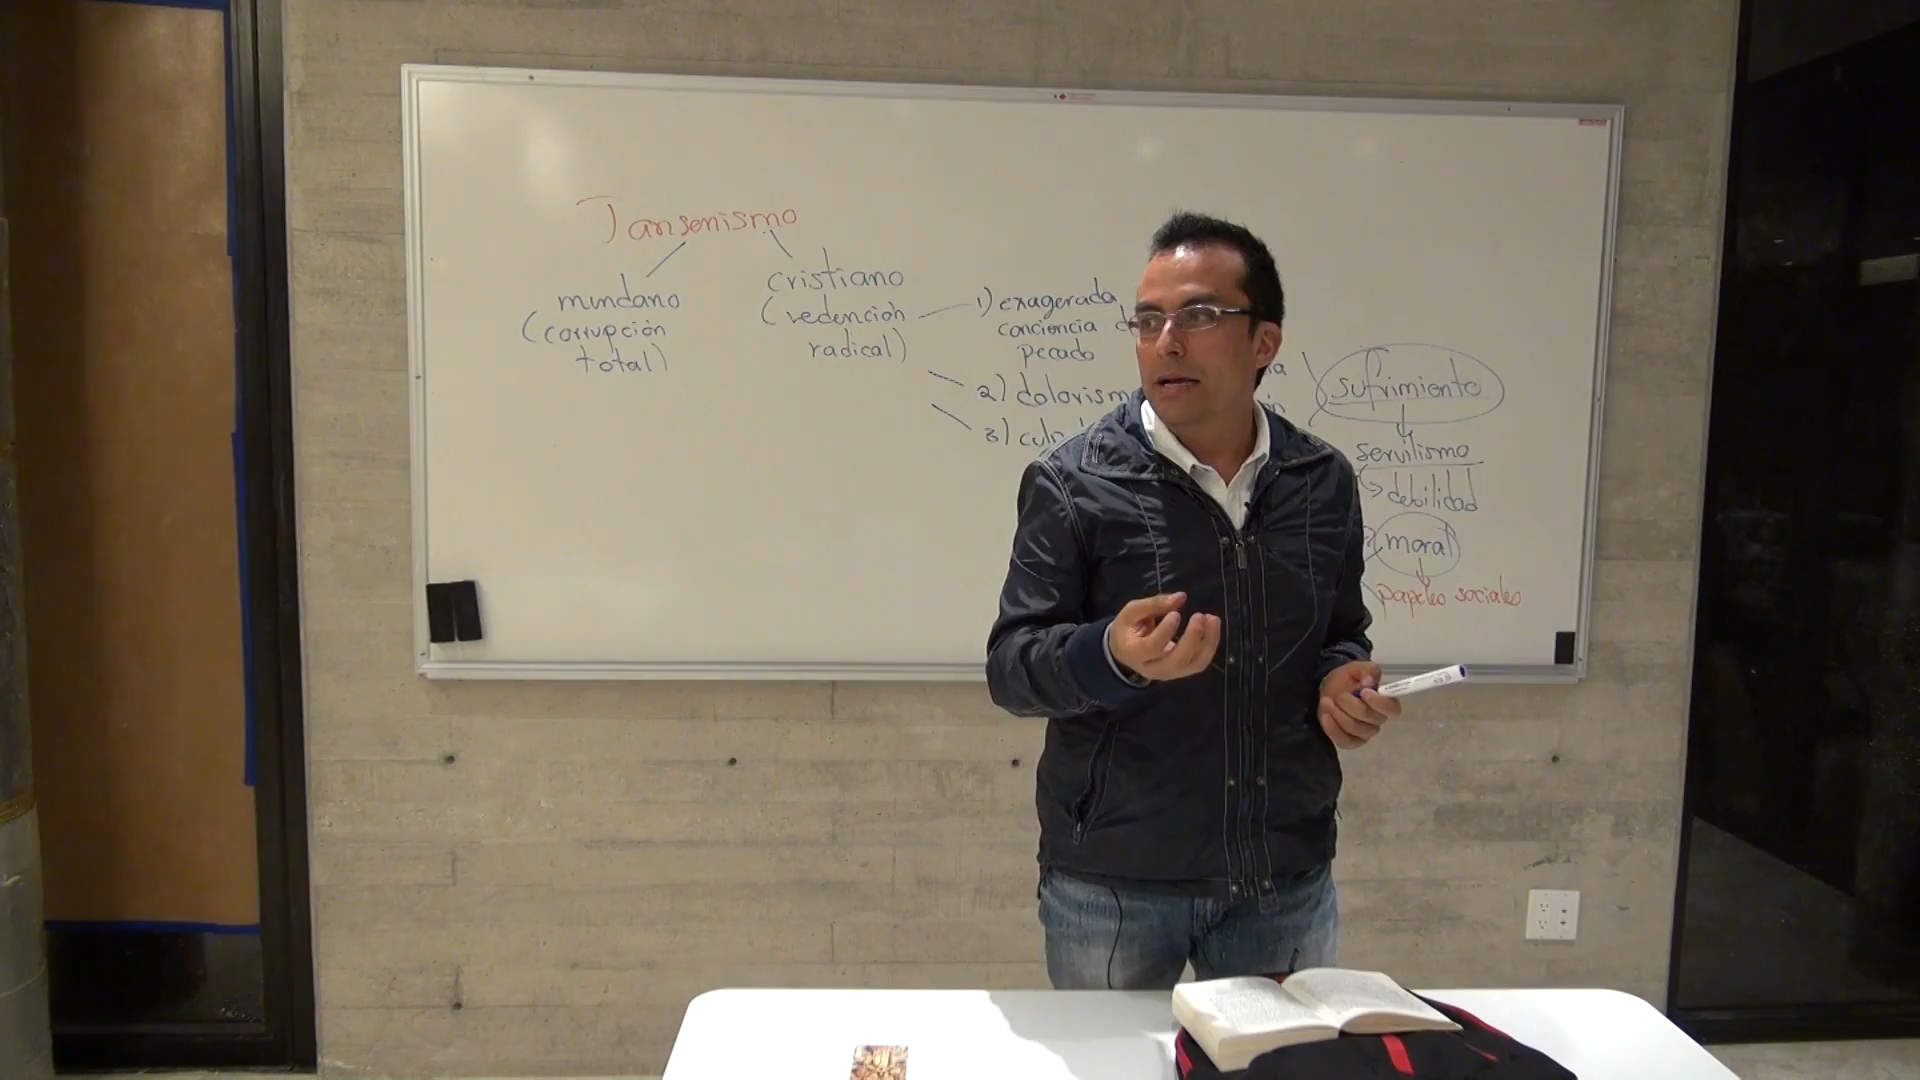 Jansenismo
mundano
(corrupción
total)
cristiano
(redención
radical)
1) exagerada
conciencia
pecado
2) dolorism
3)
sufrimiento
servilismo
debilidad
moral
papeles sociales